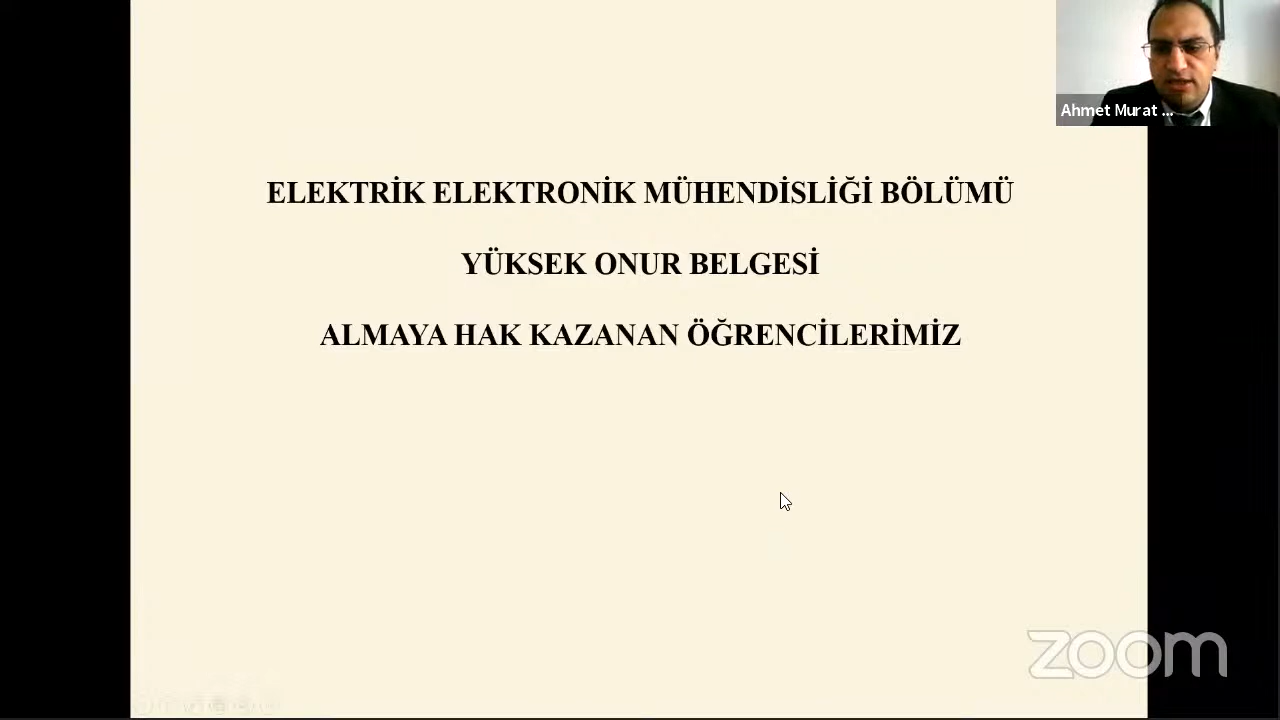 Ahmet Murat ...
ELEKTRİK ELEKTRONİK MÜHENDİSLİĞİ BÖLÜMÜ
YÜKSEK ONUR BELGESİ
ALMAYA HAK KAZANAN ÖĞRENCİLERİMİZ
zoom